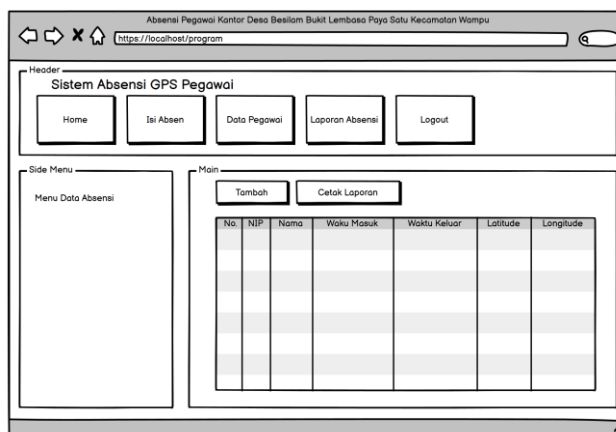 Absensi Pegawai Kantor Desa Besilam Bukit Lembasa Paya Satu Kecamatan Wampu
https://localhost/program
Header
Sistem Absensi GPS Pegawai
Home Isi Absen Data Pegawai Laporan Absensi Logout
Side Menu
Menu Data Absensi
Main
Tambah Cetak Laporan
No. NIP Nama Waku Masuk Waktu Keluar Latitude Longitude